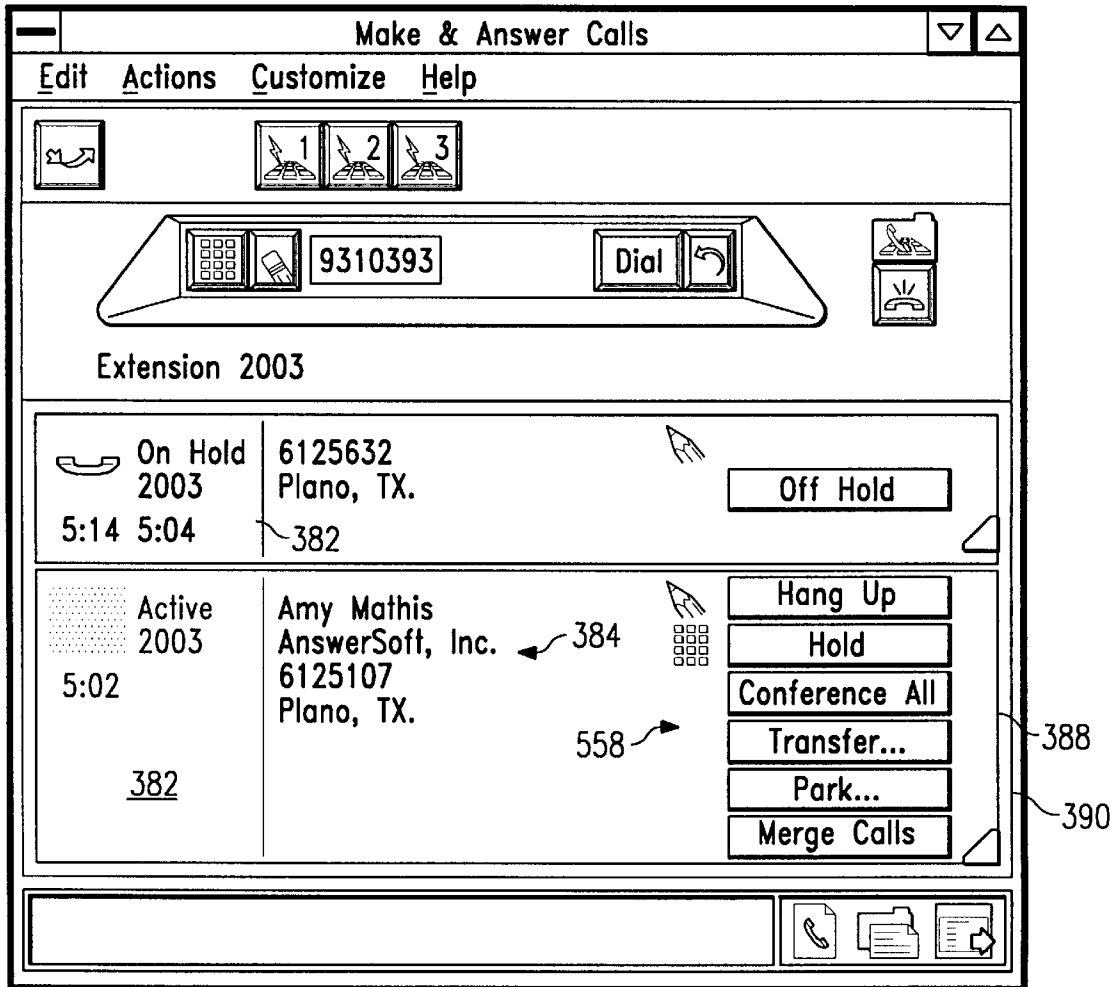 Make & Answer Calls
Edit Actions Customize Help
1 2 3
9310393 Dial
Extension 2003
On Hold
2003
5:14 5:04
6125632
Plano, TX.
Off Hold
382
Active
2003
5:02
382
Amy Mathis
AnswerSoft, Inc.
6125107
Plano, TX.
384
558
Hang Up
Hold
Conference All
Transfer...
Park...
Merge Calls
388
390